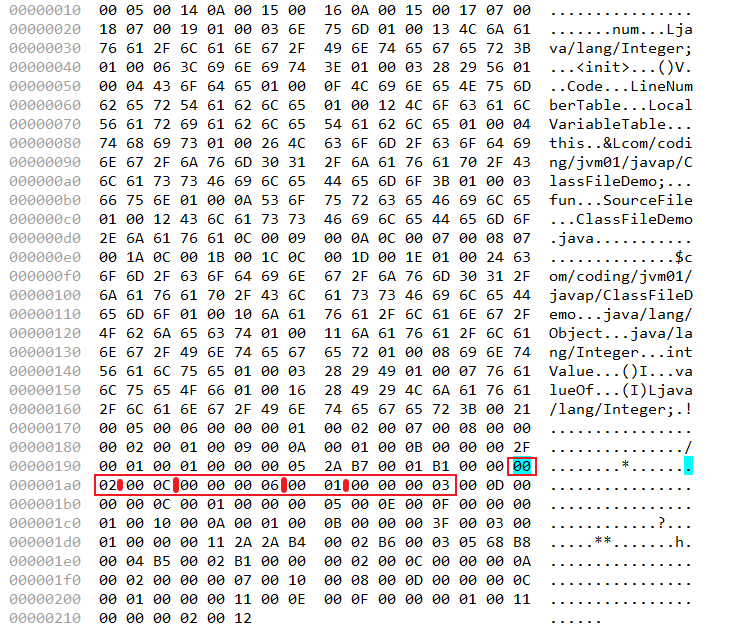 00000010 00 05 00 14 0A 00 15 00 16 0A 00 15 00 17 07 00 ................
00000020 18 07 00 19 01 00 03 6E 75 6D 01 00 13 4C 6A 61 .......num...Lja
00000030 76 61 2F 6C 61 6E 67 2F 49 6E 74 65 67 65 72 3B va/lang/Integer;
00000040 01 00 06 3C 69 6E 69 74 3E 01 00 03 28 29 56 01 ...<init>...()V.
00000050 00 04 43 6F 64 65 01 00 0F 4C 69 6E 65 4E 75 6D ..Code...LineNum
00000060 62 65 72 54 61 62 6C 65 01 00 12 4C 6F 63 61 6C berTable...Local
00000070 56 61 72 69 61 62 6C 65 54 61 62 6C 65 01 00 04 VariableTable...
00000080 74 68 69 73 01 00 26 4C 63 6F 6D 2F 63 6F 64 69 this..&Lcom/codi
00000090 6E 67 2F 6A 76 6D 30 31 2F 6A 61 76 61 70 2F 43 ng/jvm01/javap/C
000000a0 6C 61 73 73 46 69 6C 65 44 65 6D 6F 3B 01 00 03 lassFileDemo;...
000000b0 66 75 6E 01 00 0A 53 6F 75 72 63 65 46 69 6C 65 fun...SourceFile
000000c0 01 00 12 43 6C 61 73 73 46 69 6C 65 44 65 6D 6F ...ClassFileDemo
000000d0 2E 6A 61 76 61 0C 00 09 00 0A 0C 00 07 00 08 07 .java...........
000000e0 00 1A 0C 00 1B 00 1C 0C 00 1D 00 1E 01 00 24 63 ..............$c
000000f0 6F 6D 2F 63 6F 64 69 6E 67 2F 6A 76 6D 30 31 2F om/coding/jvm01/
00000100 6A 61 76 61 70 2F 43 6C 61 73 73 46 69 6C 65 44 javap/ClassFileD
00000110 65 6D 6F 01 00 10 6A 61 76 61 2F 6C 61 6E 67 2F emo...java/lang/
00000120 4F 62 6A 65 63 74 01 00 11 6A 61 76 61 2F 6C 61 Object...java/la
00000130 6E 67 2F 49 6E 74 65 67 65 72 01 00 08 69 6E 74 ng/Integer...int
00000140 56 61 6C 75 65 01 00 03 28 29 49 01 00 07 76 61 Value...()I...va
00000150 6C 75 65 4F 66 01 00 16 28 49 29 4C 6A 61 76 61 lueOf...(I)Ljava
00000160 2F 6C 61 6E 67 2F 49 6E 74 65 67 65 72 3B 00 21 /lang/Integer;.!
00000170 00 05 00 06 00 00 00 01 00 02 00 07 00 08 00 00 ................
00000180 00 02 00 01 00 09 00 0A 00 01 00 0B 00 00 00 2F .............../
00000190 00 01 00 01 00 00 00 05 2A B7 00 01 B1 00 00 00 ........*.......
000001a0 02 00 0C 00 00 00 06 00 01 00 00 00 03 00 0D 00 ................
000001b0 00 00 0C 00 01 00 00 00 05 00 0E 00 0F 00 00 00 ................
000001c0 01 00 10 00 0A 00 01 00 0B 00 00 00 3F 00 03 00 ............?...
000001d0 01 00 00 00 11 2A 2A B4 00 02 B6 00 03 05 68 B8 .....**.......h.
000001e0 00 04 B5 00 02 B1 00 00 00 02 00 0C 00 00 00 0A ................
000001f0 00 02 00 00 00 07 00 10 00 08 00 0D 00 00 00 0C ................
00000200 00 01 00 00 00 11 00 0E 00 0F 00 00 00 01 00 11 ................
00000210 00 00 00 02 00 12 ......